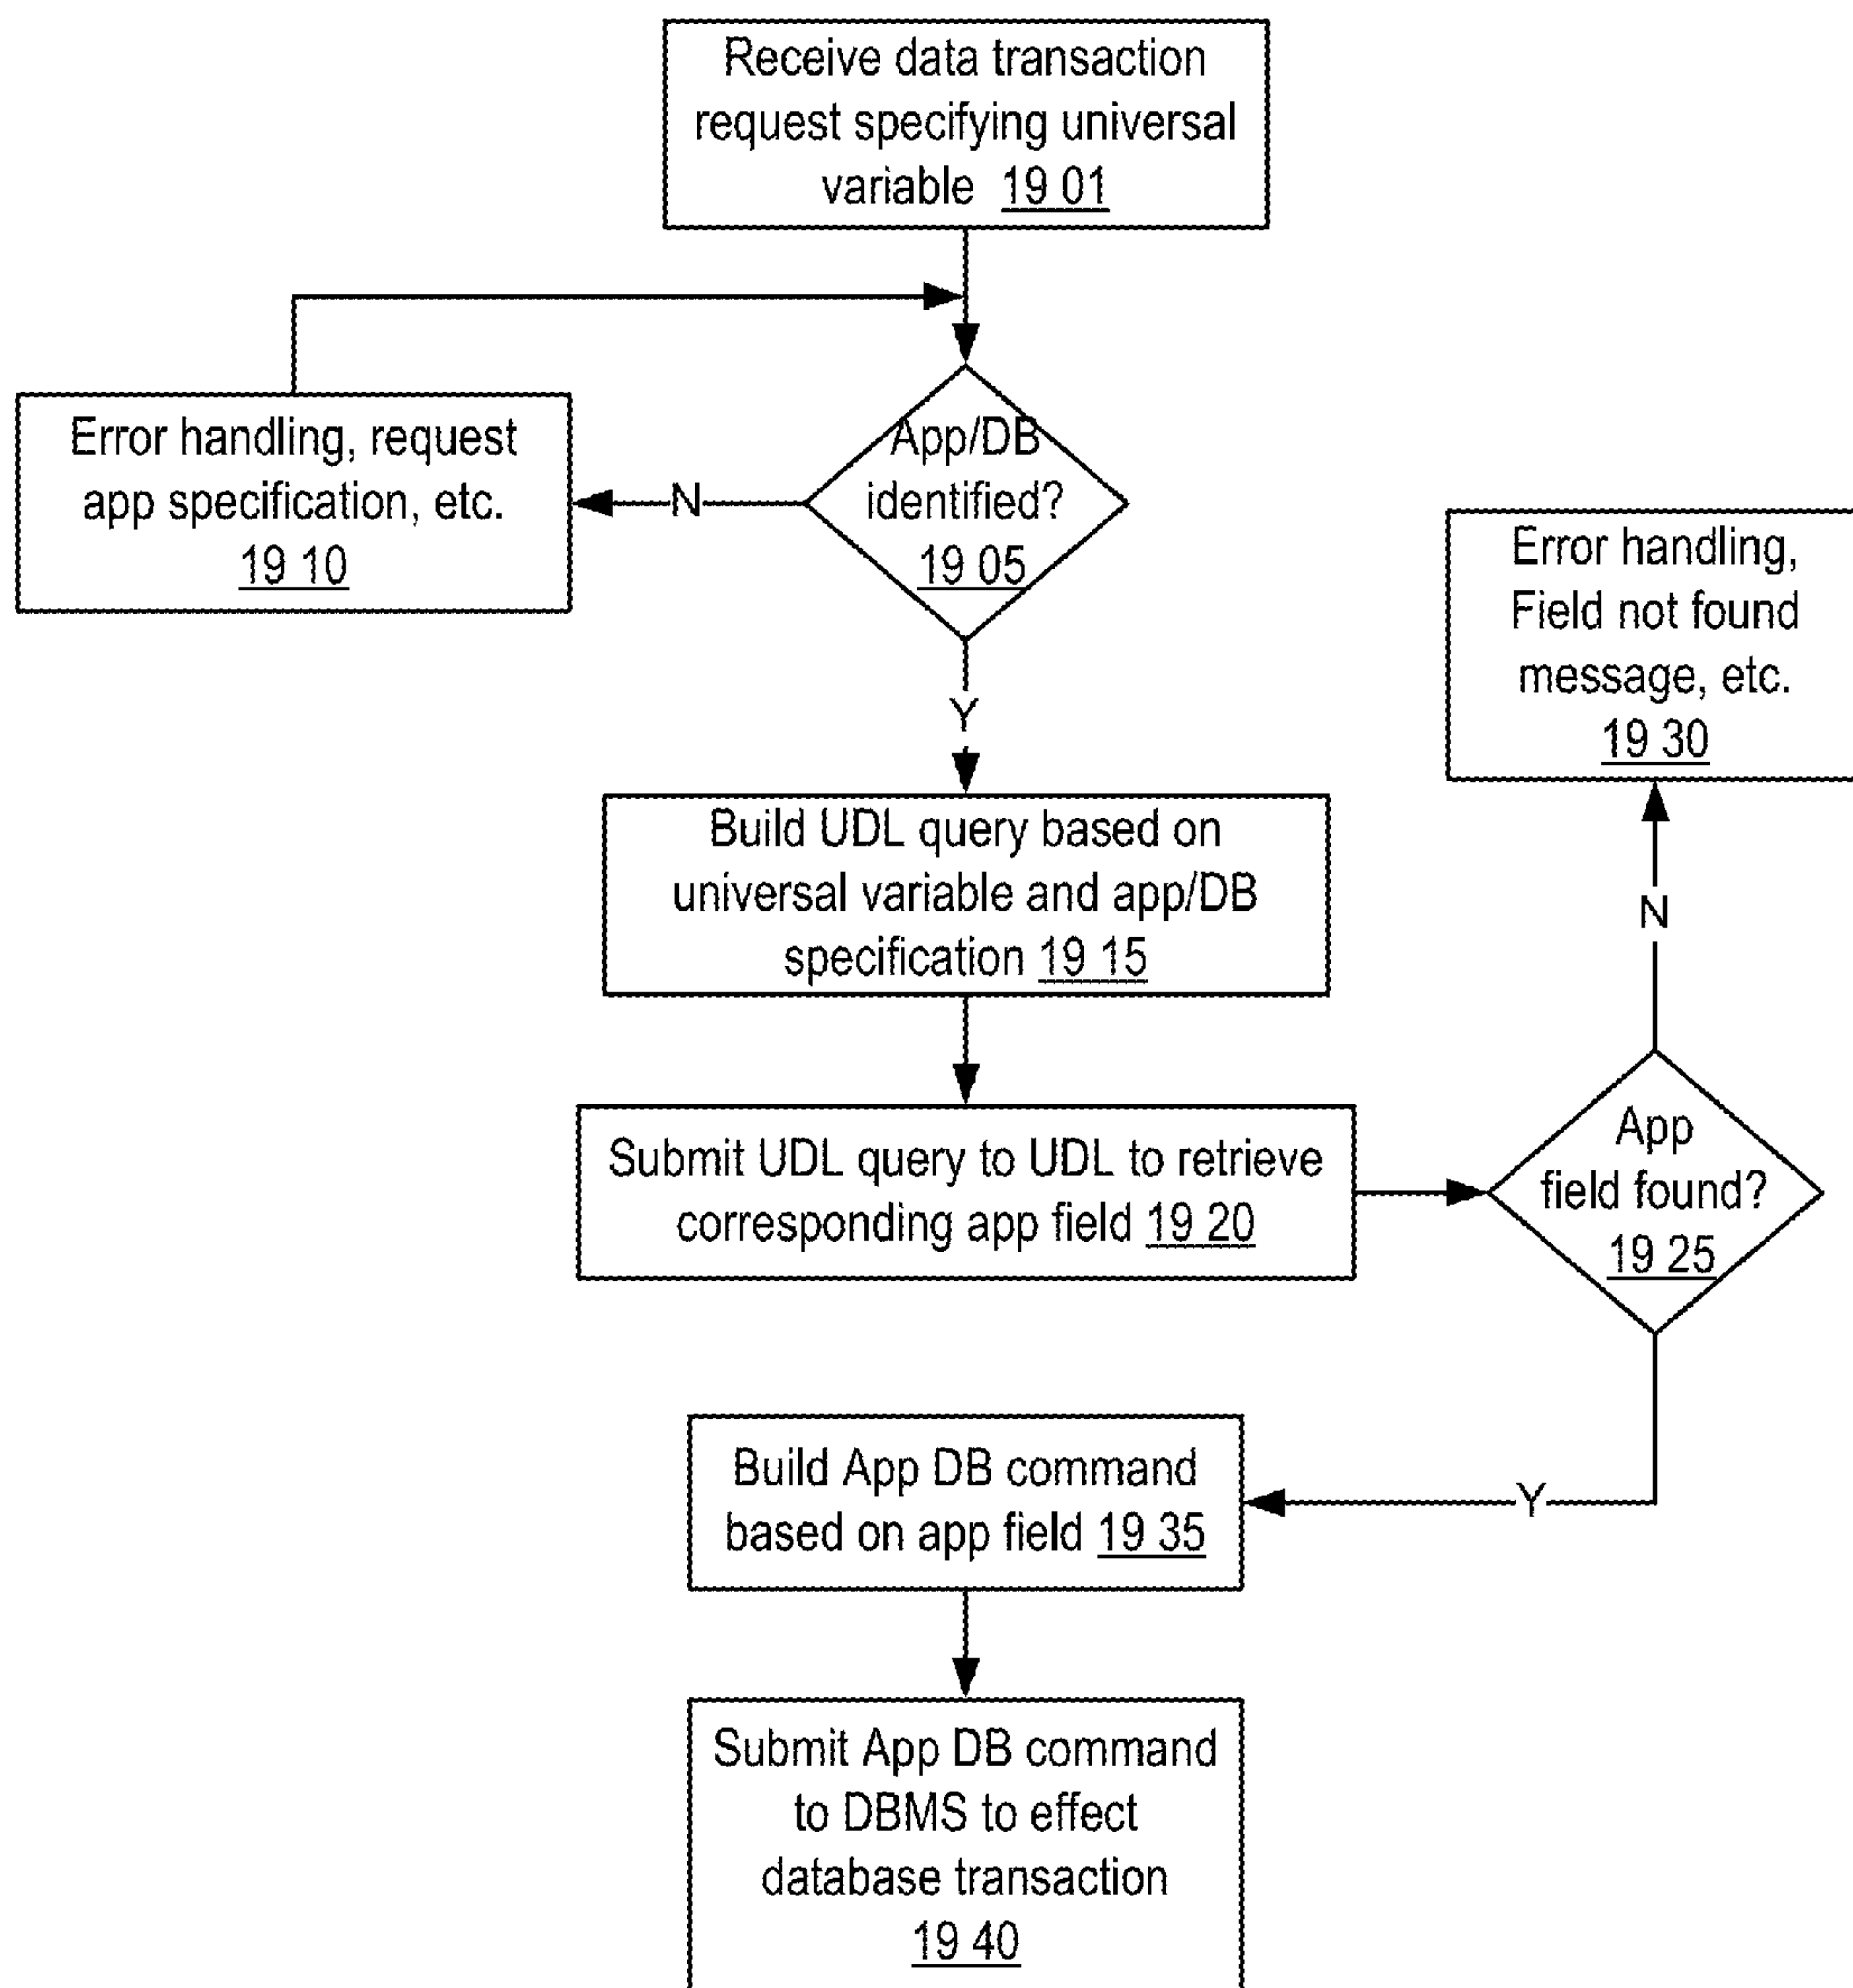 Receive data transaction
request specifying universal
variable 19 01
App/DB
identified?
19 05
N
Error handling, request
app specification, etc.
19 10
Y
Build UDL query based on
universal variable and app/DB
specification 19 15
Submit UDL query to UDL to retrieve
corresponding app field 19 20
App
field found?
19 25
N
Error handling,
Field not found
message, etc.
19 30
Y
Build App DB command
based on app field 19 35
Submit App DB command
to DBMS to effect
database transaction
19 40